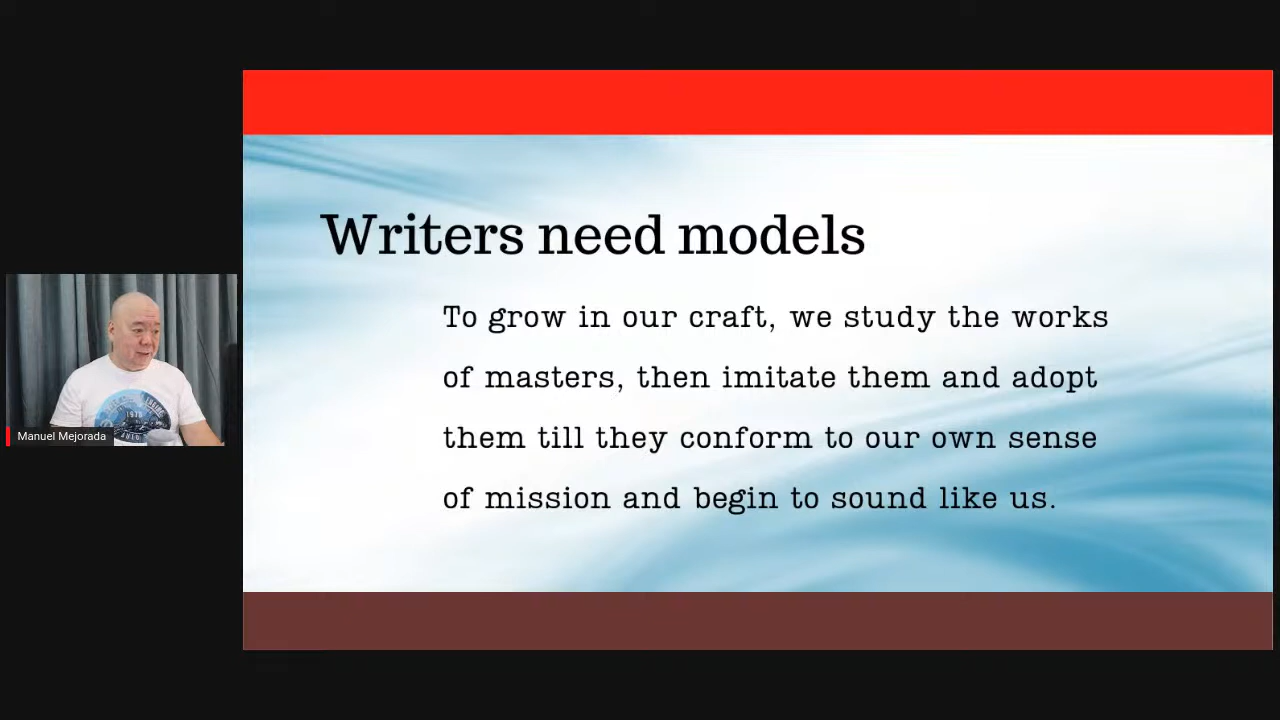 Writers need models
To grow in our craft, we study the works
of masters, then imitate them and adopt
them till they conform to our own sense
of mission and begin to sound like us.
1978
Manuel Mejorada